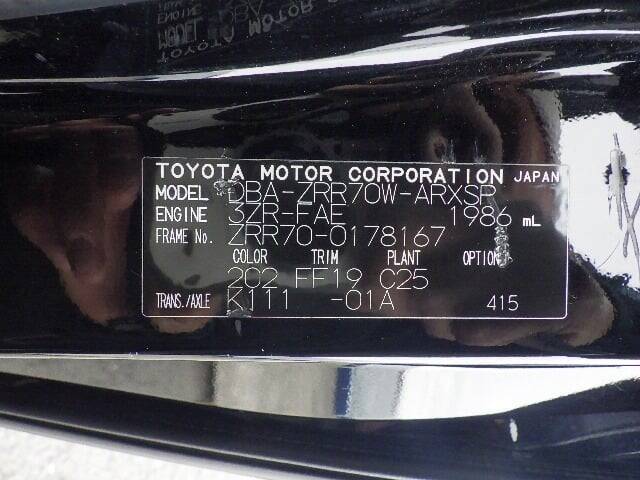 TOYOTA MOTOR CORPORATION JAPAN
MODEL DBA-ZRR70W-ARXSP
ENGINE 3ZR-FAE 1986 mL
FRAME No. ZRR70-0178167
COLOR TRIM PLANT OPTION
202 FF19 C25
TRANS./AXLE K111 -01A 415